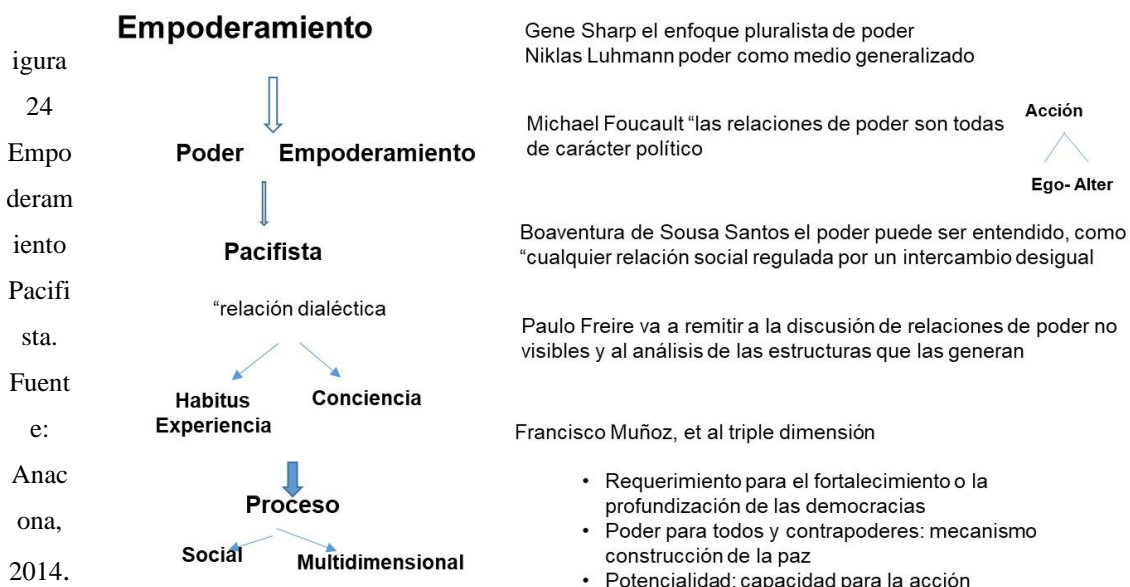 igura
24
Empo
deram
iento
Pacifi
sta.
Fuent
e:
Anac
ona,
2014.
Empoderamiento
Poder Empoderamiento
Pacifista
“relación dialéctica
Habitus
Experiencia
Conciencia
Proceso
Social
Multidimensional
Gene Sharp el enfoque pluralista de poder
Niklas Luhmann poder como medio generalizado
Michael Foucault “las relaciones de poder son todas
de carácter político
Acción
Ego- Alter
Boaventura de Sousa Santos el poder puede ser entendido, como
“cualquier relación social regulada por un intercambio desigual
Paulo Freire va a remitir a la discusión de relaciones de poder no
visibles y al análisis de las estructuras que las generan
Francisco Muñoz, et al triple dimensión
• Requerimiento para el fortalecimiento o la
profundización de las democracias
• Poder para todos y contrapoderes: mecanismo
construcción de la paz
• Potencialidad: capacidad para la acción